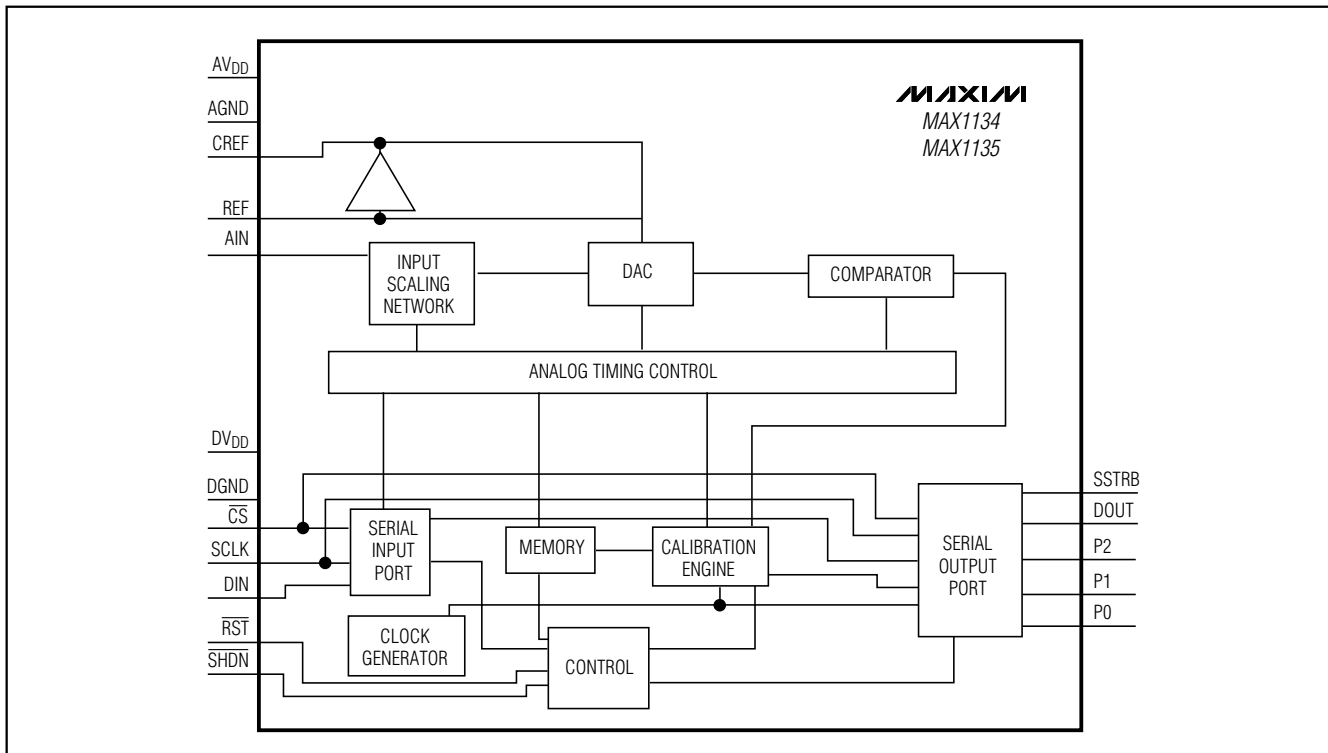 AVDD
AGND
CREF
REF
AIN
MAXIM
MAX1134
MAX1135
INPUT
SCALING
NETWORK
DAC
COMPARATOR
ANALOG TIMING CONTROL
DVDD
DGND
CS
SCLK
DIN
RST
SHDN
SERIAL
INPUT
PORT
MEMORY
CALIBRATION
ENGINE
CLOCK
GENERATOR
CONTROL
SERIAL
OUTPUT
PORT
SSTRB
DOUT
P2
P1
P0